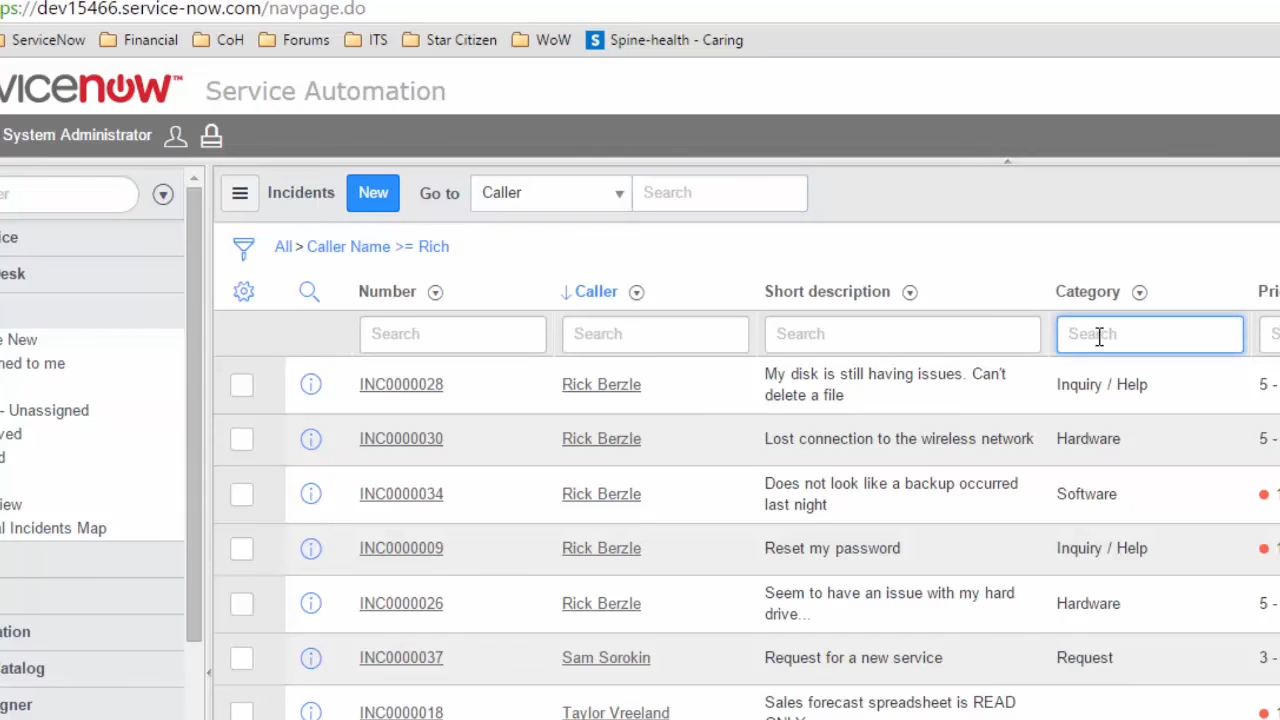 ps://dev15466.service-now.com/navpage.do
ServiceNow Financial CoH Forums ITS Star Citizen WoW S Spine-health - Caring
vicenow™ Service Automation
System Administrator
er
Incidents New Go to Caller Search
ice
All > Caller Name >= Rich
esk
Number Caller Short description Category Pri
Search Search Search Search S
e New
ned to me
- Unassigned
ved
d
iew
al Incidents Map
ation
atalog
gner
INC0000028 Rick Berzle My disk is still having issues. Can't delete a file Inquiry / Help 5 -
INC0000030 Rick Berzle Lost connection to the wireless network Hardware 5 -
INC0000034 Rick Berzle Does not look like a backup occurred last night Software 1
INC0000009 Rick Berzle Reset my password Inquiry / Help 1
INC0000026 Rick Berzle Seem to have an issue with my hard drive... Hardware 5 -
INC0000037 Sam Sorokin Request for a new service Request 3 -
INC0000018 Taylor Vreeland Sales forecast spreadsheet is READ ONLY